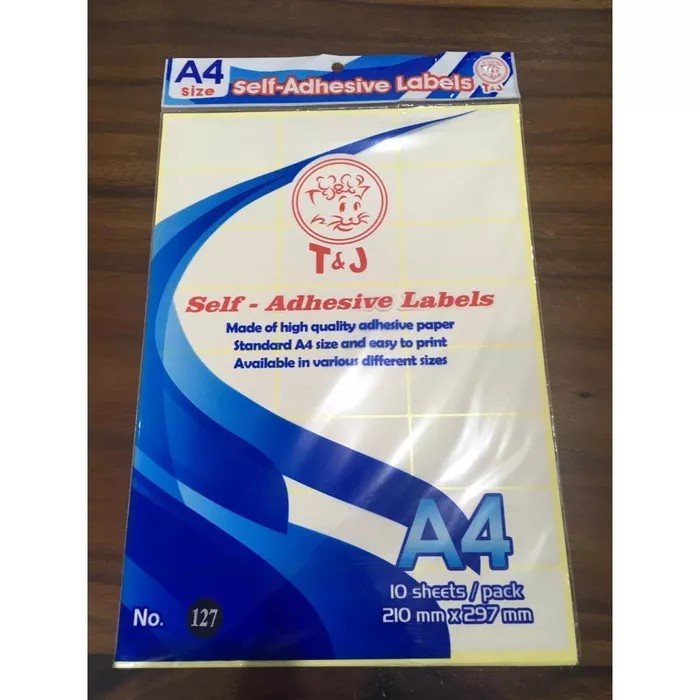 A4
Size
Self-Adhesive Labels
T&J
T&J
Self - Adhesive Labels
Made of high quality adhesive paper
Standard A4 size and easy to print
Available in various different sizes
A4
10 sheets / pack
210 mm x 297 mm
No. 127